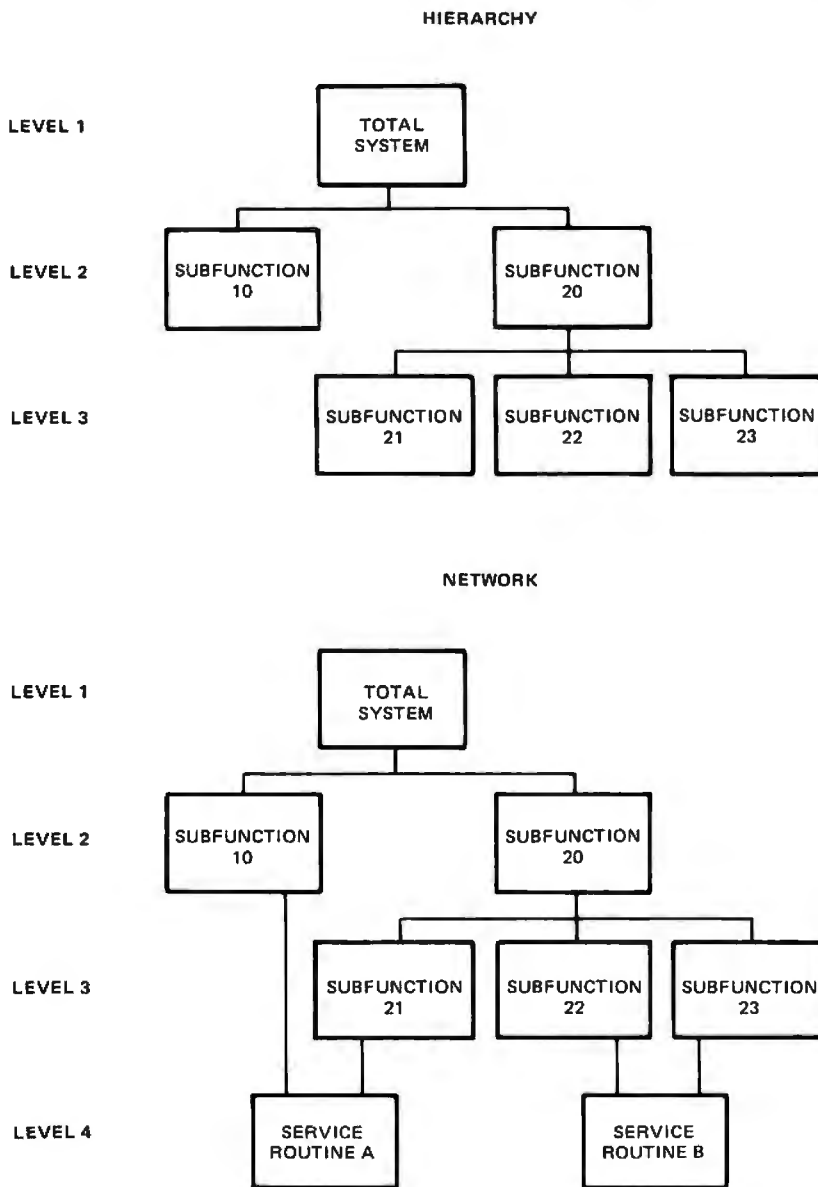 HIERARCHY
LEVEL 1
TOTAL
SYSTEM
LEVEL 2
SUBFUNCTION
10
SUBFUNCTION
20
LEVEL 3
SUBFUNCTION
21
SUBFUNCTION
22
SUBFUNCTION
23
NETWORK
LEVEL 1
TOTAL
SYSTEM
LEVEL 2
SUBFUNCTION
10
SUBFUNCTION
20
LEVEL 3
SUBFUNCTION
21
SUBFUNCTION
22
SUBFUNCTION
23
LEVEL 4
SERVICE
ROUTINE A
SERVICE
ROUTINE B